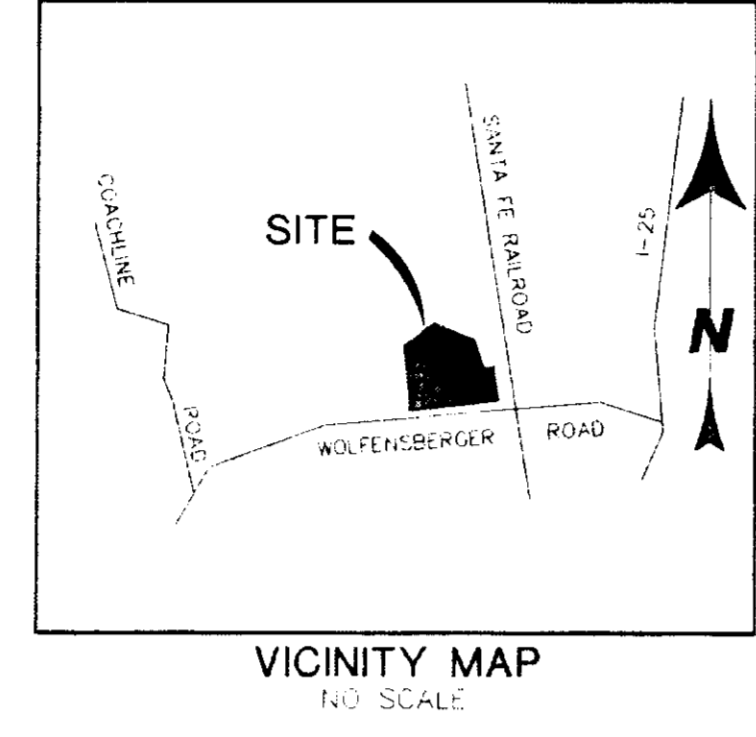 COACHLINE
ROAD
SITE
SANTA FE RAILROAD
I-25
N
WOLFENSBERGER ROAD
VICINITY MAP
NO SCALE